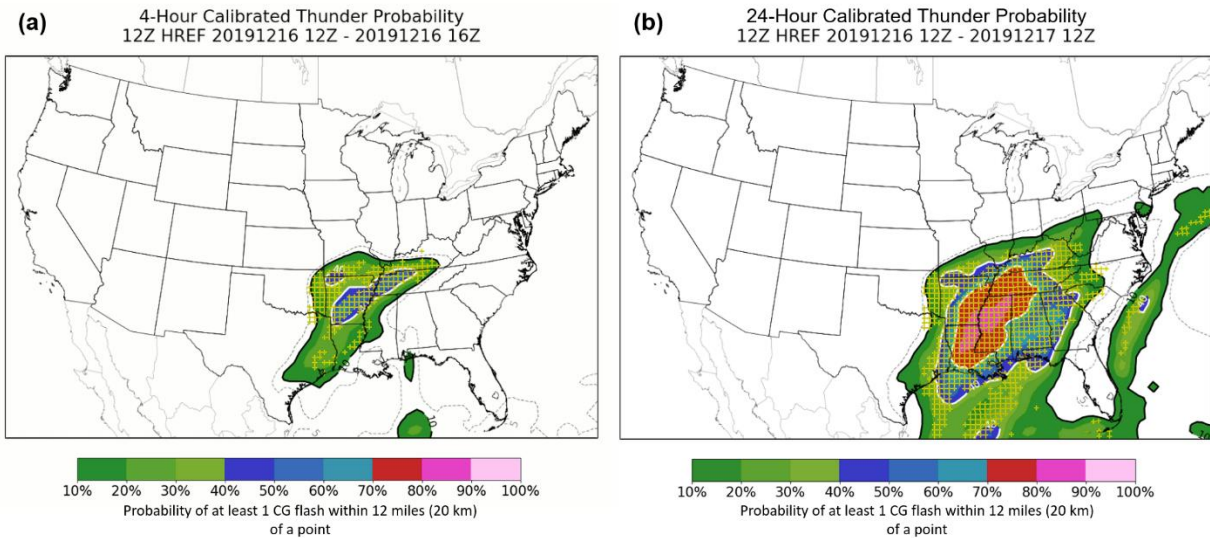 (a)
4-Hour Calibrated Thunder Probability
12Z HREF 20191216 12Z - 20191216 16Z
10% 20% 30% 40% 50% 60% 70% 80% 90% 100%
Probability of at least 1 CG flash within 12 miles (20 km)
of a point
(b)
24-Hour Calibrated Thunder Probability
12Z HREF 20191216 12Z - 20191217 12Z
10% 20% 30% 40% 50% 60% 70% 80% 90% 100%
Probability of at least 1 CG flash within 12 miles (20 km)
of a point